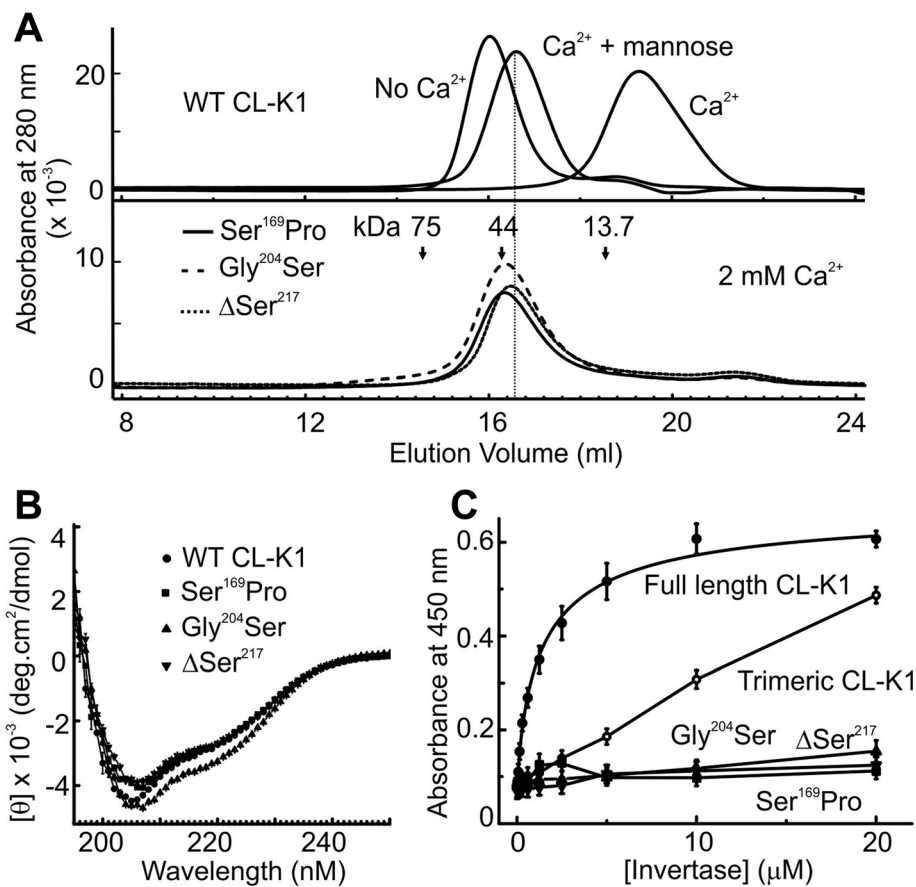 A
Absorbance at 280 nm
(x 10⁻³)
20
0
10
0
WT CL-K1
No Ca²⁺
Ca²⁺ + mannose
Ca²⁺
Ser¹⁶⁹Pro
Gly²⁰⁴Ser
ΔSer²¹⁷
kDa 75
44
13.7
2 mM Ca²⁺
8
12
16
20
24
Elution Volume (ml)
B
[θ] x 10⁻³ (deg.cm²/dmol)
4
2
0
-2
-4
WT CL-K1
Ser¹⁶⁹Pro
Gly²⁰⁴Ser
ΔSer²¹⁷
200
220
240
Wavelength (nM)
C
Absorbance at 450 nm
0.6
0.4
0.2
0
Full length CL-K1
Trimeric CL-K1
Gly²⁰⁴Ser
ΔSer²¹⁷
Ser¹⁶⁹Pro
0
5
10
20
[Invertase] (μM)